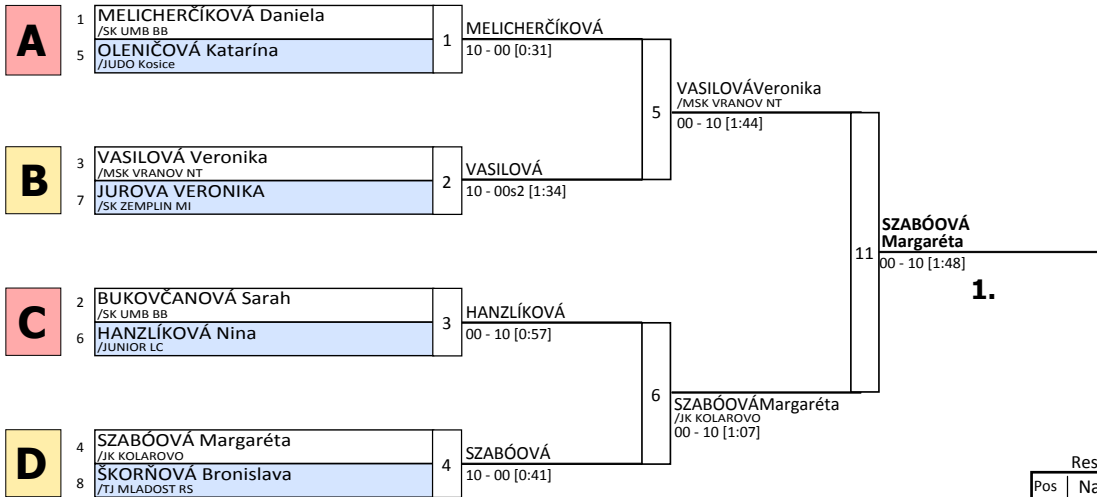 A
1 MELICHERČÍKOVÁ Daniela
/SK UMB BB
5 OLENIČOVÁ Katarína
/JUDO Kosice
1
MELICHERČÍKOVÁ
10 - 00 [0:31]
B
3 VASILOVÁ Veronika
/MSK VRANOV NT
7 JUROVA VERONIKA
/SK ZEMPLIN MI
2
VASILOVÁ
10 - 00s2 [1:34]
5
VASILOVÁVeronika
/MSK VRANOV NT
00 - 10 [1:44]
C
2 BUKOVČANOVÁ Sarah
/SK UMB BB
6 HANZLÍKOVÁ Nina
/JUNIOR LC
3
HANZLÍKOVÁ
00 - 10 [0:57]
D
4 SZABÓOVÁ Margaréta
/JK KOLAROVO
8 ŠKORŇOVÁ Bronislava
/TJ MLADOST RS
4
SZABÓOVÁ
10 - 00 [0:41]
6
SZABÓOVÁMargaréta
/JK KOLAROVO
00 - 10 [1:07]
11
SZABÓOVÁ
Margaréta
00 - 10 [1:48]
1.
Res
Pos Na